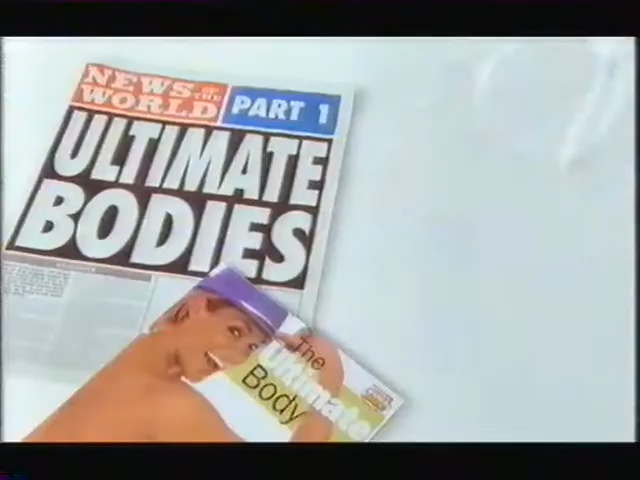 NEWS OF THE
WORLD
PART 1
ULTIMATE
BODIES
The
Ultimate
Body